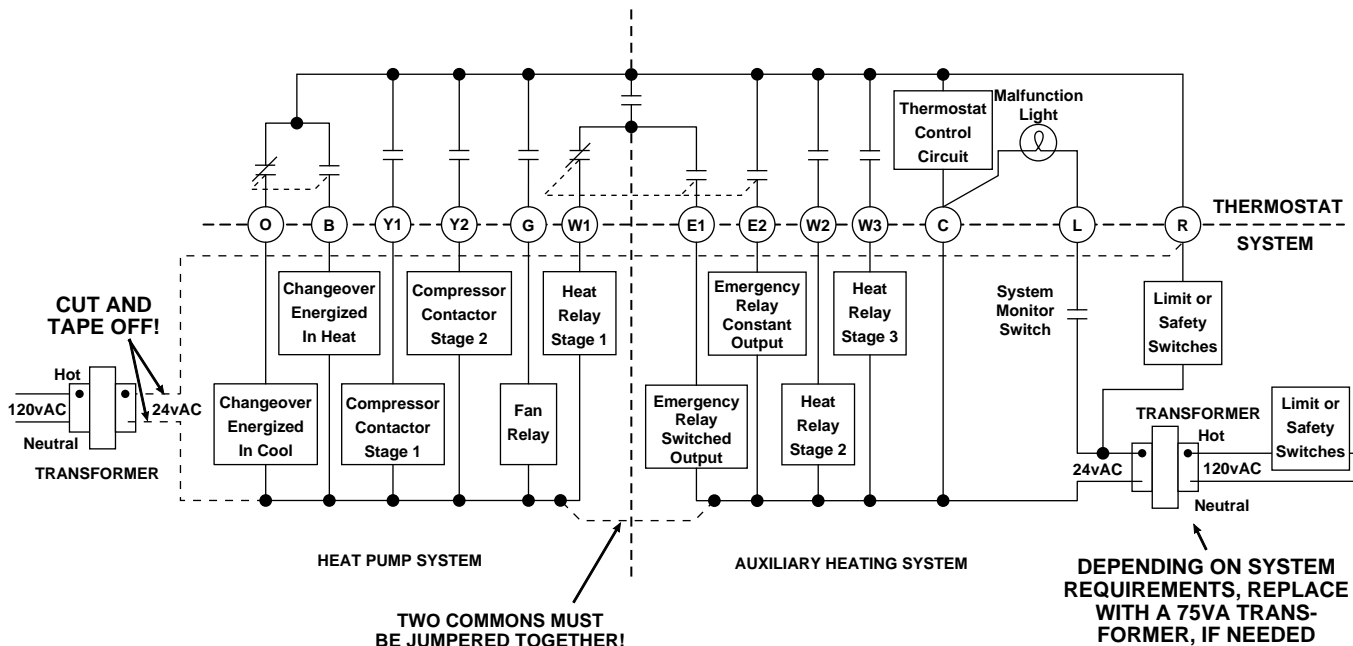 Thermostat
Control
Circuit
Malfunction
Light
O
B
Y1
Y2
G
W1
E1
E2
W2
W3
C
L
R
THERMOSTAT
SYSTEM
CUT AND
TAPE OFF!
Hot
120vAC
24vAC
Neutral
TRANSFORMER
Changeover
Energized
In Heat
Compressor
Contactor
Stage 2
Heat
Relay
Stage 1
Changeover
Energized
In Cool
Compressor
Contactor
Stage 1
Fan
Relay
Emergency
Relay
Constant
Output
Heat
Relay
Stage 3
Emergency
Relay
Switched
Output
Heat
Relay
Stage 2
System
Monitor
Switch
Limit or
Safety
Switches
TRANSFORMER
Hot
24vAC
120vAC
Neutral
Limit or
Safety
Switches
HEAT PUMP SYSTEM
AUXILIARY HEATING SYSTEM
TWO COMMONS MUST
BE JUMPERED TOGETHER!
DEPENDING ON SYSTEM
REQUIREMENTS, REPLACE
WITH A 75VA TRANS-
FORMER, IF NEEDED